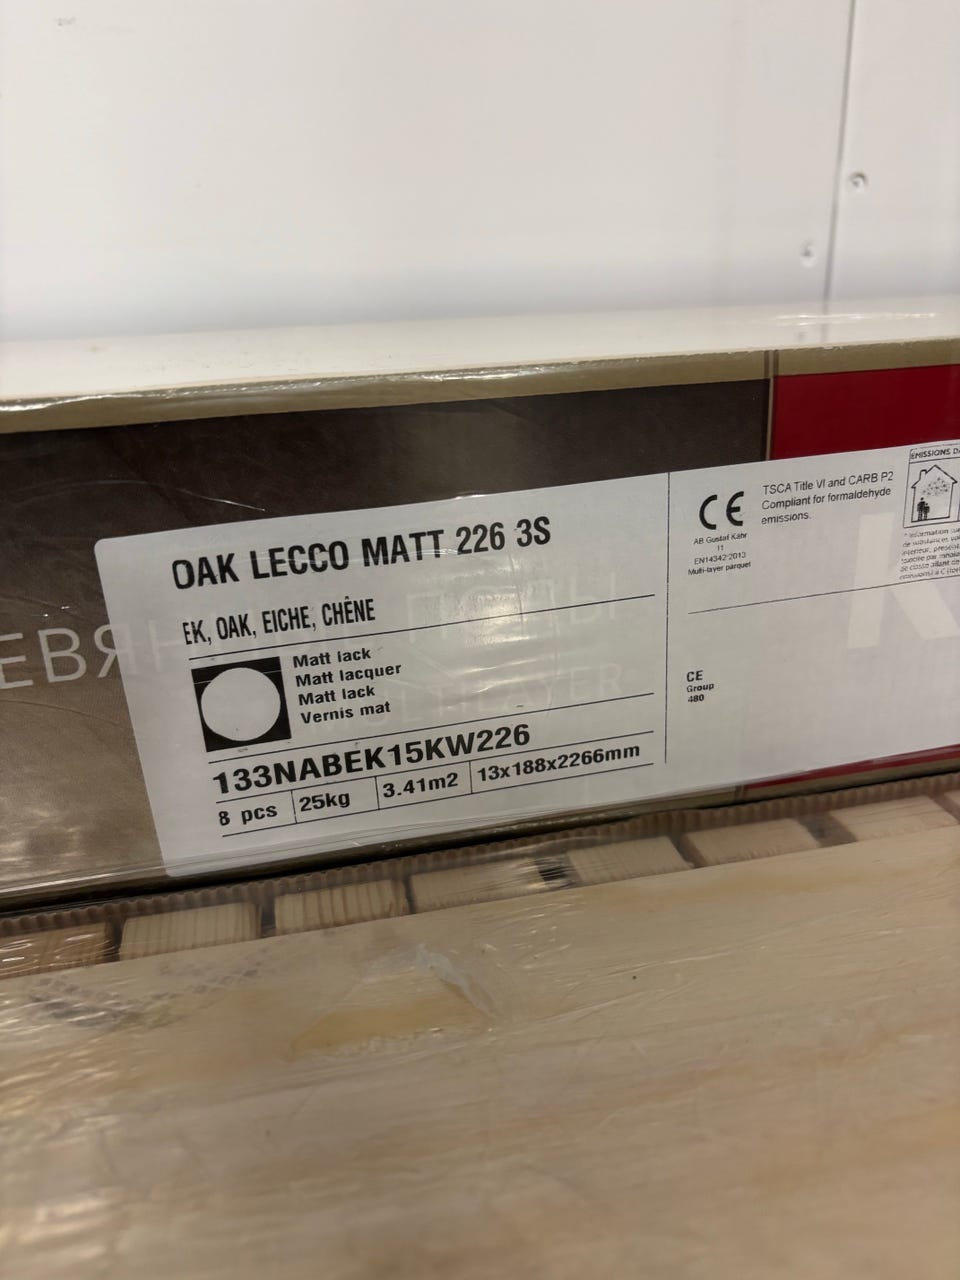 OAK LECCO MATT 226 3S
EK, OAK, EICHE, CHÊNE
Matt lack
Matt lacquer
Matt lack
Vernis mat
133NABEK15KW226
8 pcs 25kg 3.41m2 13x188x2266mm
CE
AB Gustaf Kähr
11
EN14342:2013
Multi-layer parquet
TSCA Title VI and CARB P2
Compliant for formaldehyde
emissions.
CE
Group
480
EMISSIONS DA
ЕВЯН
K